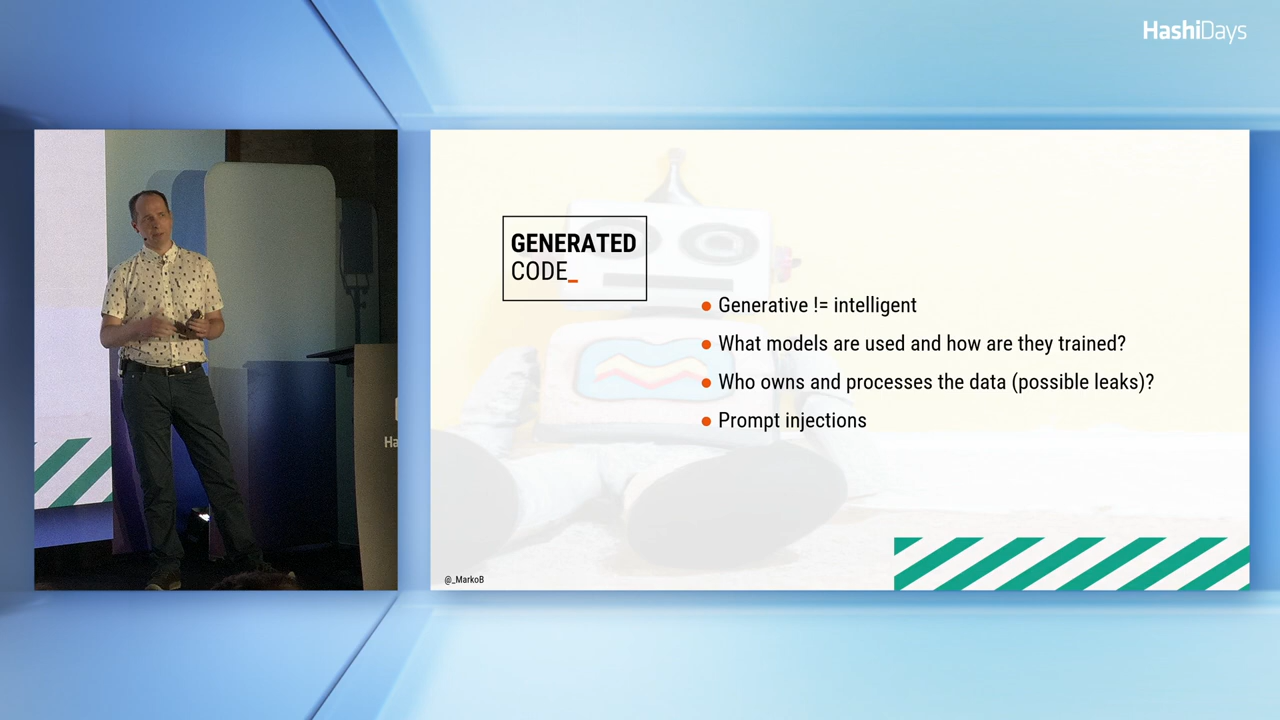 HashiDays
GENERATED
CODE_
Generative != intelligent
What models are used and how are they trained?
Who owns and processes the data (possible leaks)?
Prompt injections
@_MarkoB
Ha